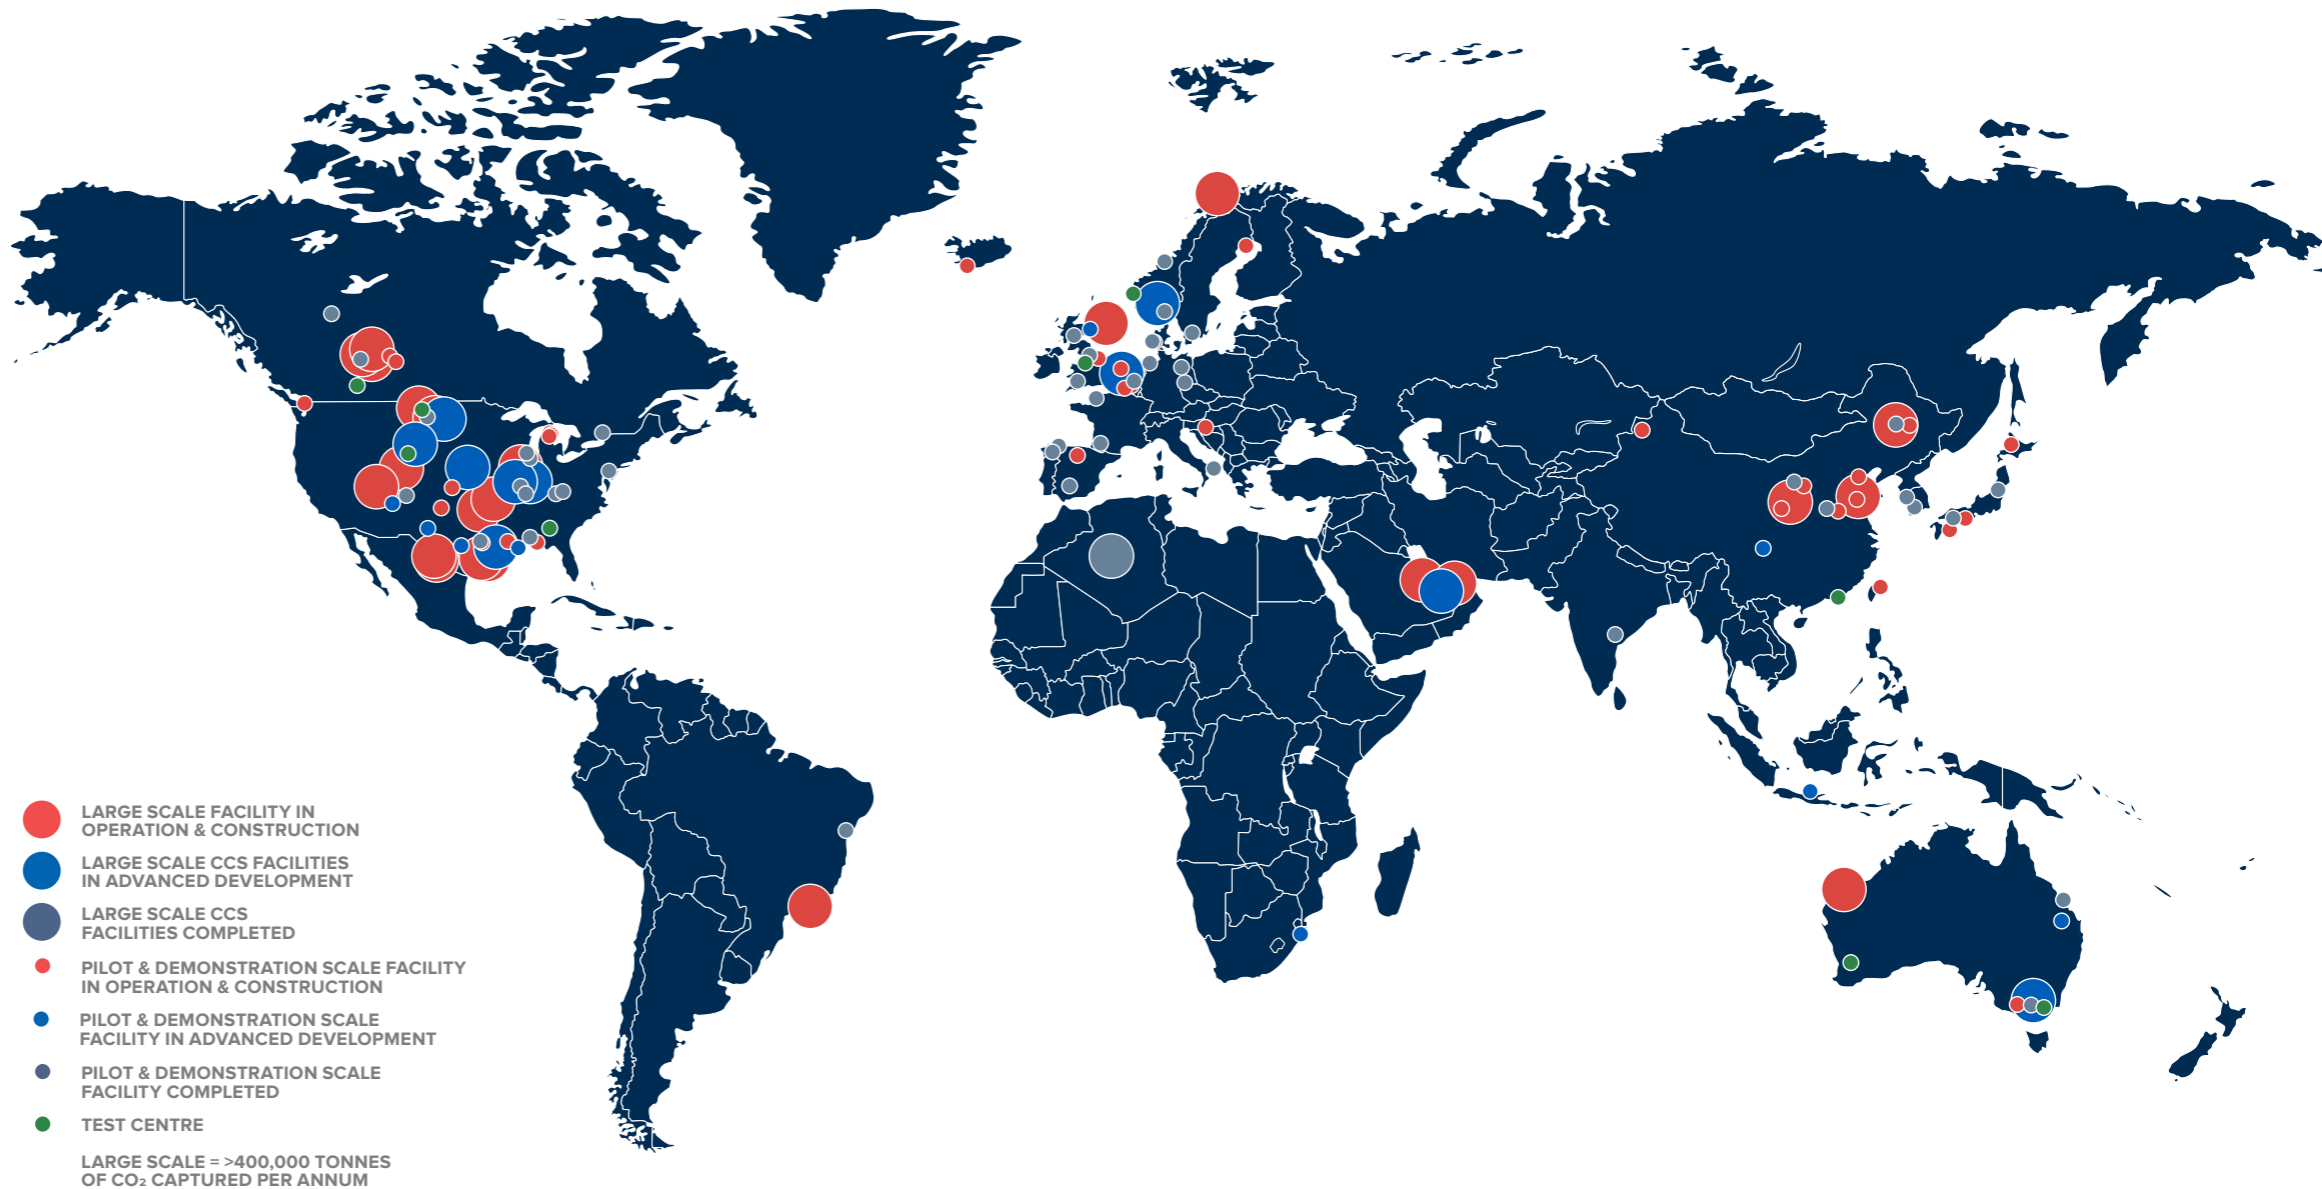 LARGE SCALE FACILITY IN
OPERATION & CONSTRUCTION
LARGE SCALE CCS FACILITIES
IN ADVANCED DEVELOPMENT
LARGE SCALE CCS
FACILITIES COMPLETED
PILOT & DEMONSTRATION SCALE FACILITY
IN OPERATION & CONSTRUCTION
PILOT & DEMONSTRATION SCALE
FACILITY IN ADVANCED DEVELOPMENT
PILOT & DEMONSTRATION SCALE
FACILITY COMPLETED
TEST CENTRE
LARGE SCALE = >400,000 TONNES
OF CO₂ CAPTURED PER ANNUM